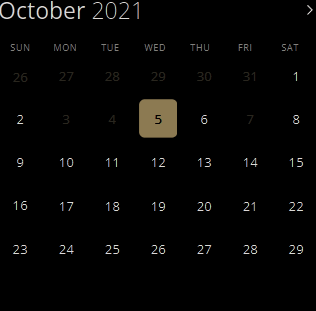 October 2021
SUN MON TUE WED THU FRI SAT
26 27 28 29 30 31 1
2 3 4 5 6 7 8
9 10 11 12 13 14 15
16 17 18 19 20 21 22
23 24 25 26 27 28 29